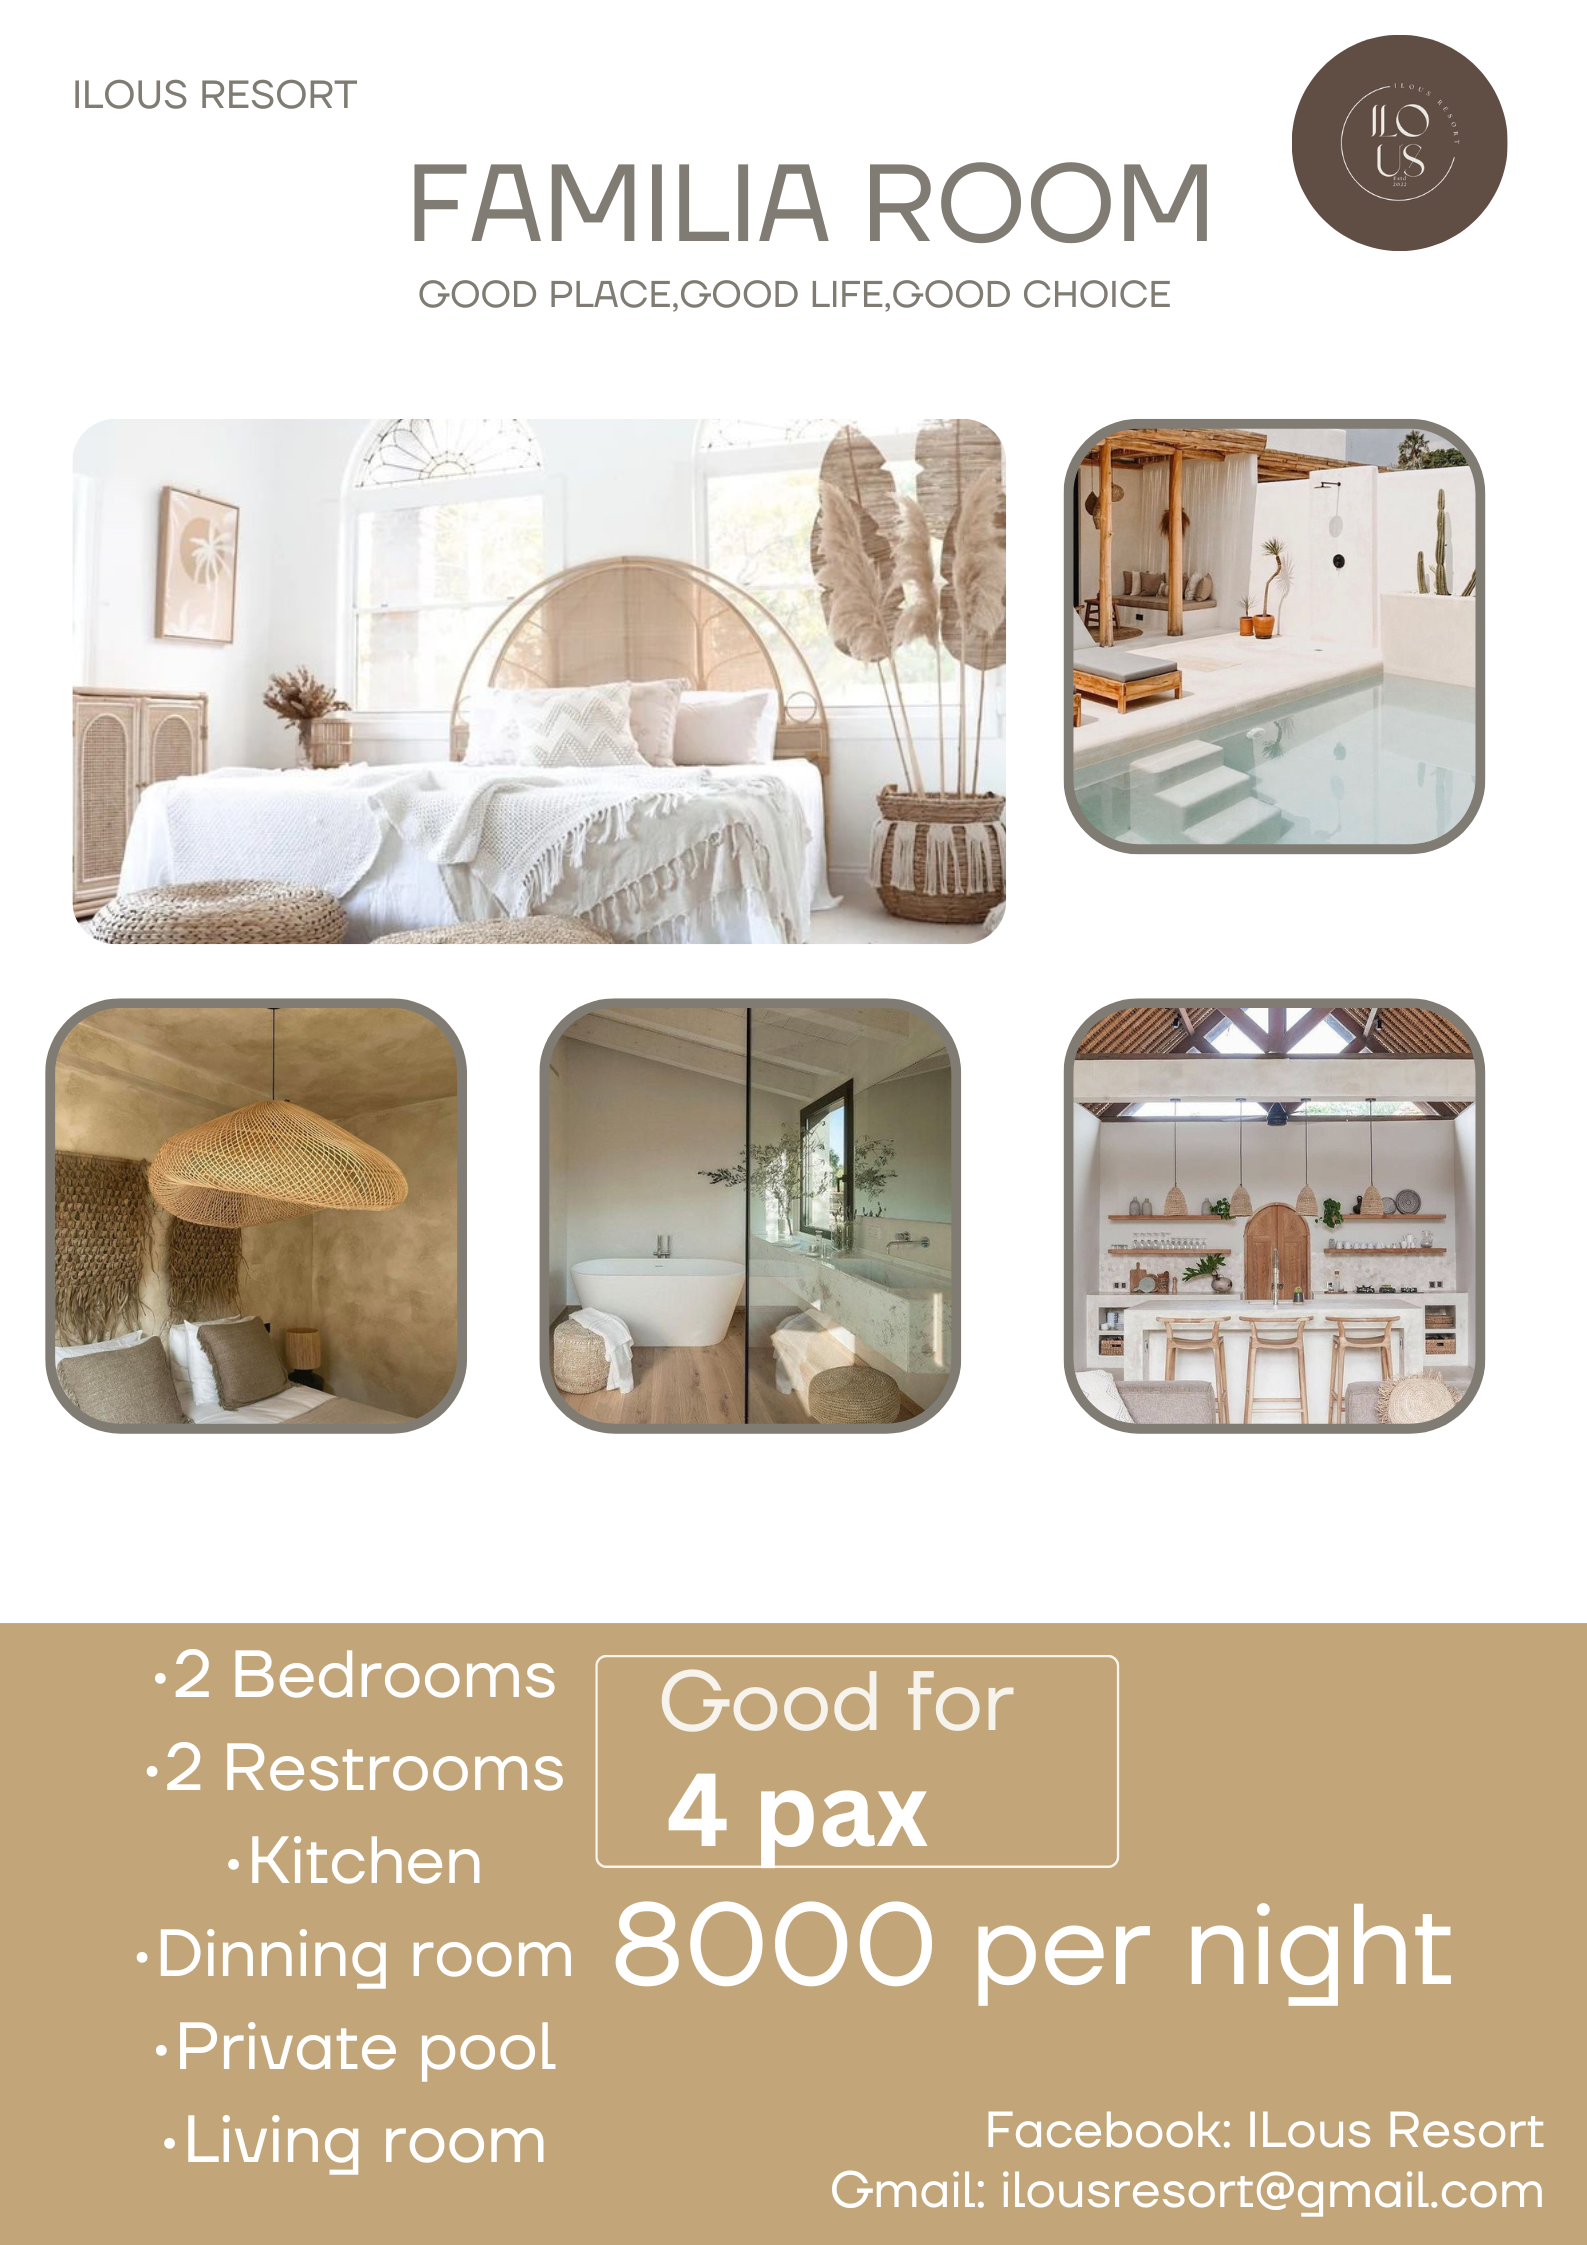 ILOUS RESORT
ILOUS RESORT
ILO
US
Estd
2022
FAMILIA ROOM
GOOD PLACE,GOOD LIFE,GOOD CHOICE
•2 Bedrooms
•2 Restrooms
•Kitchen
•Dinning room
•Private pool
•Living room
Good for
4 pax
8000 per night
Facebook: ILous Resort
Gmail: ilousresort@gmail.com